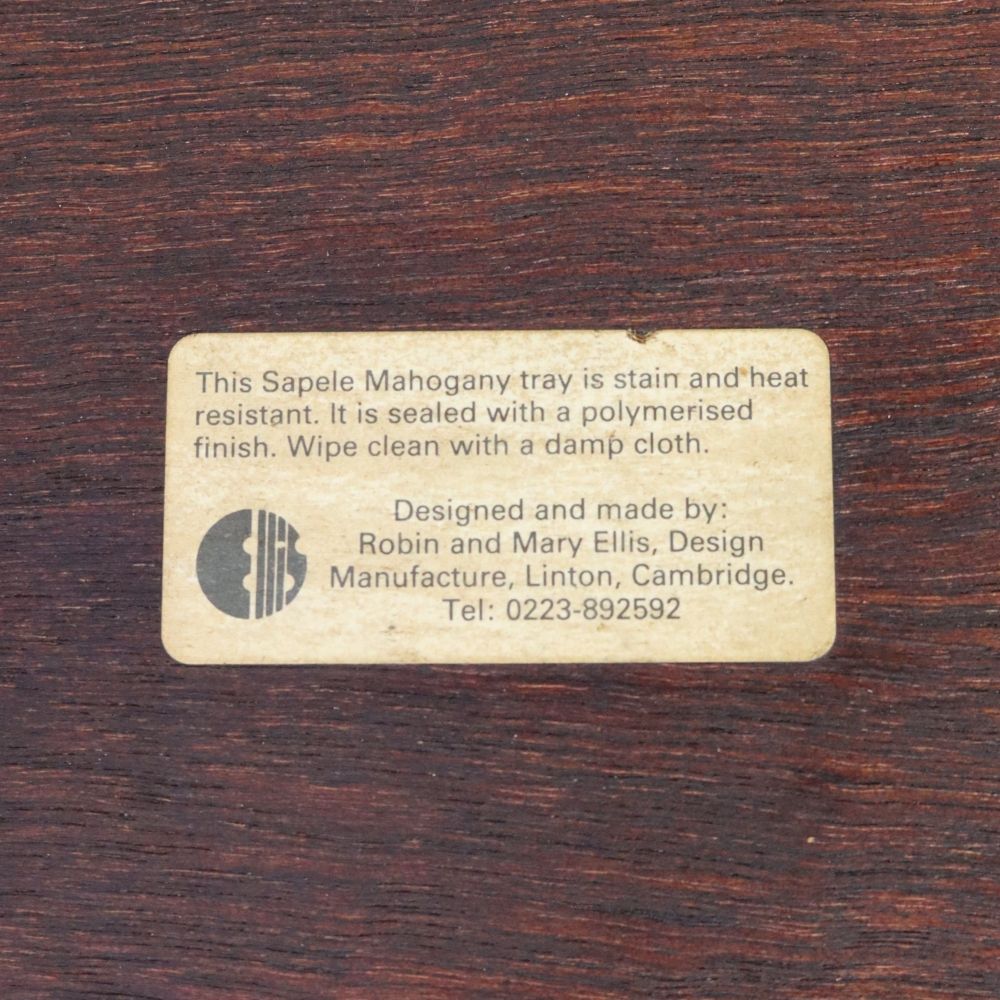 This Sapele Mahogany tray is stain and heat
resistant. It is sealed with a polymerised
finish. Wipe clean with a damp cloth.
Designed and made by:
Robin and Mary Ellis, Design
Manufacture, Linton, Cambridge.
Tel: 0223-892592